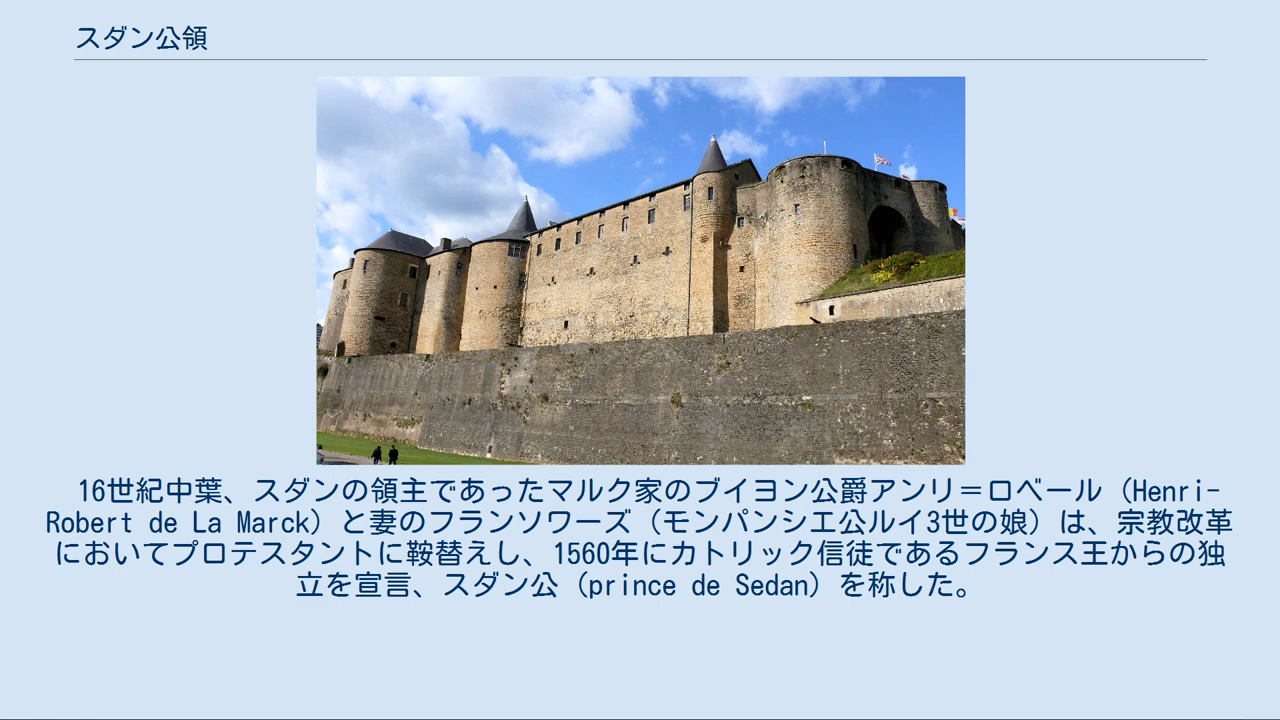 スダン公領
16世紀中葉、スダンの領主であったマルク家のブイヨン公爵アンリ＝ロベール（Henri-
Robert de La Marck）と妻のフランソワーズ（モンパンシエ公ルイ3世の娘）は、宗教改革
においてプロテスタントに鞍替えし、1560年にカトリック信徒であるフランス王からの独
立を宣言、スダン公（prince de Sedan）を称した。